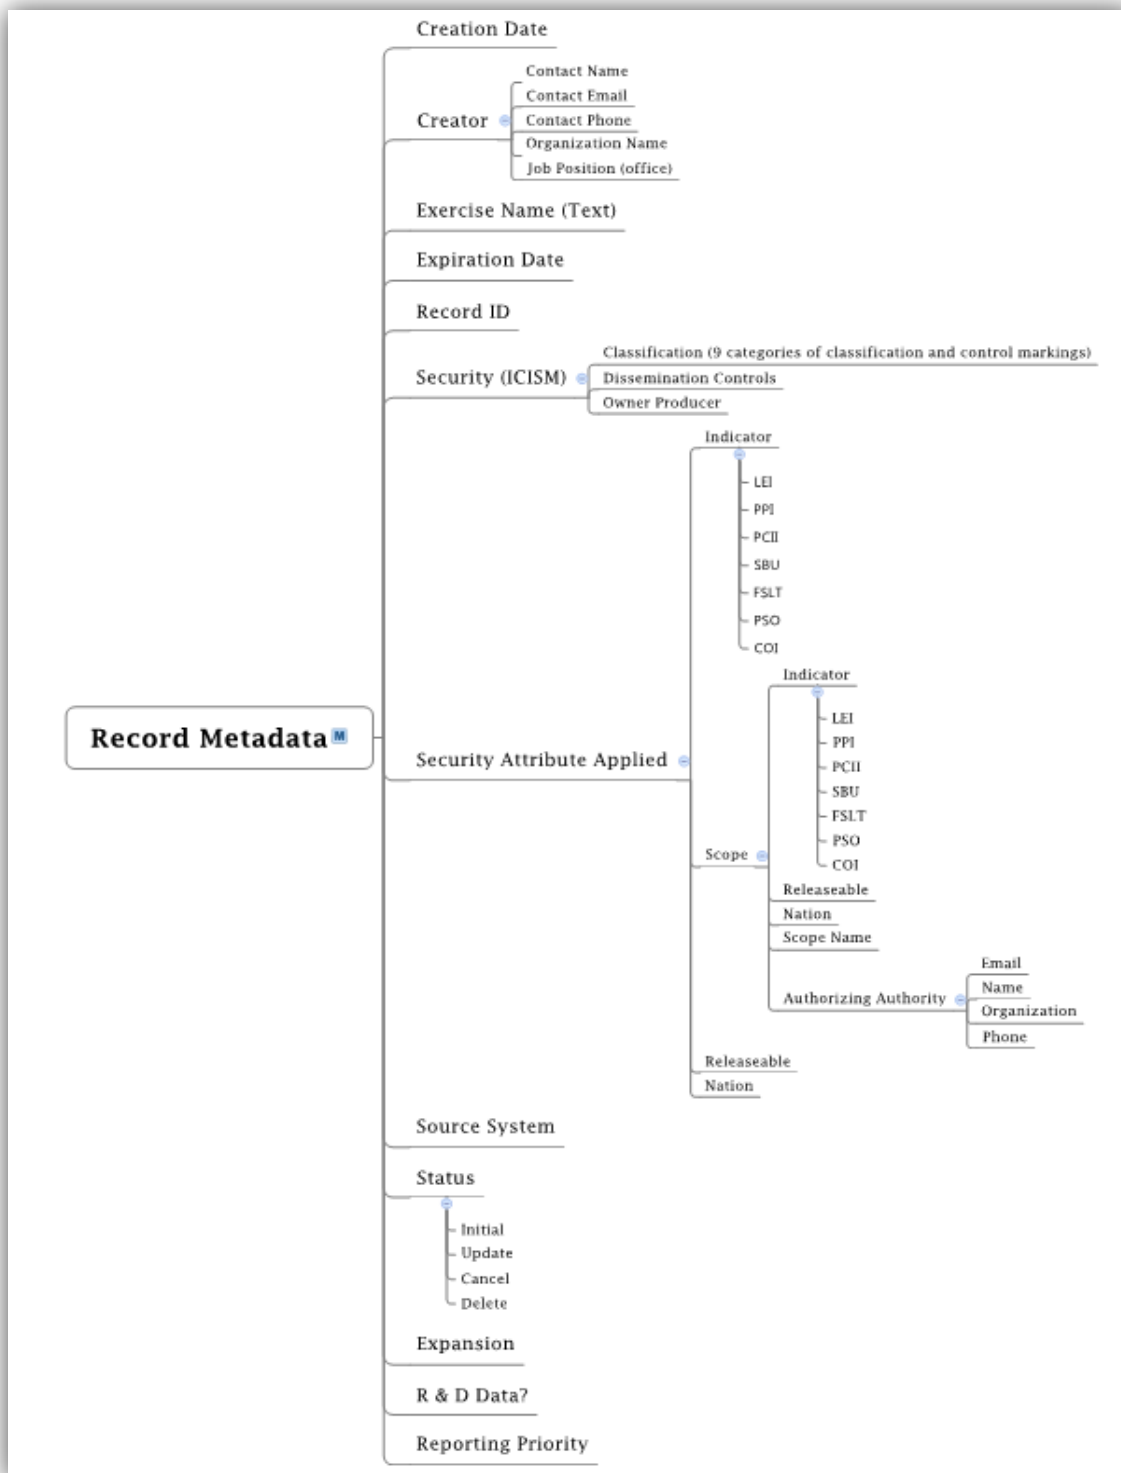 Creation Date
Creator
Contact Name
Contact Email
Contact Phone
Organization Name
Job Position (office)
Exercise Name (Text)
Expiration Date
Record ID
Security (ICISM)
Classification (9 categories of classification and control markings)
Dissemination Controls
Owner Producer
Record Metadata M
Security Attribute Applied
Indicator
LEI
PPI
PCII
SBU
FSLT
PSO
COI
Scope
Indicator
LEI
PPI
PCII
SBU
FSLT
PSO
COI
Releaseable
Nation
Scope Name
Authorizing Authority
Email
Name
Organization
Phone
Releaseable
Nation
Source System
Status
Initial
Update
Cancel
Delete
Expansion
R & D Data?
Reporting Priority